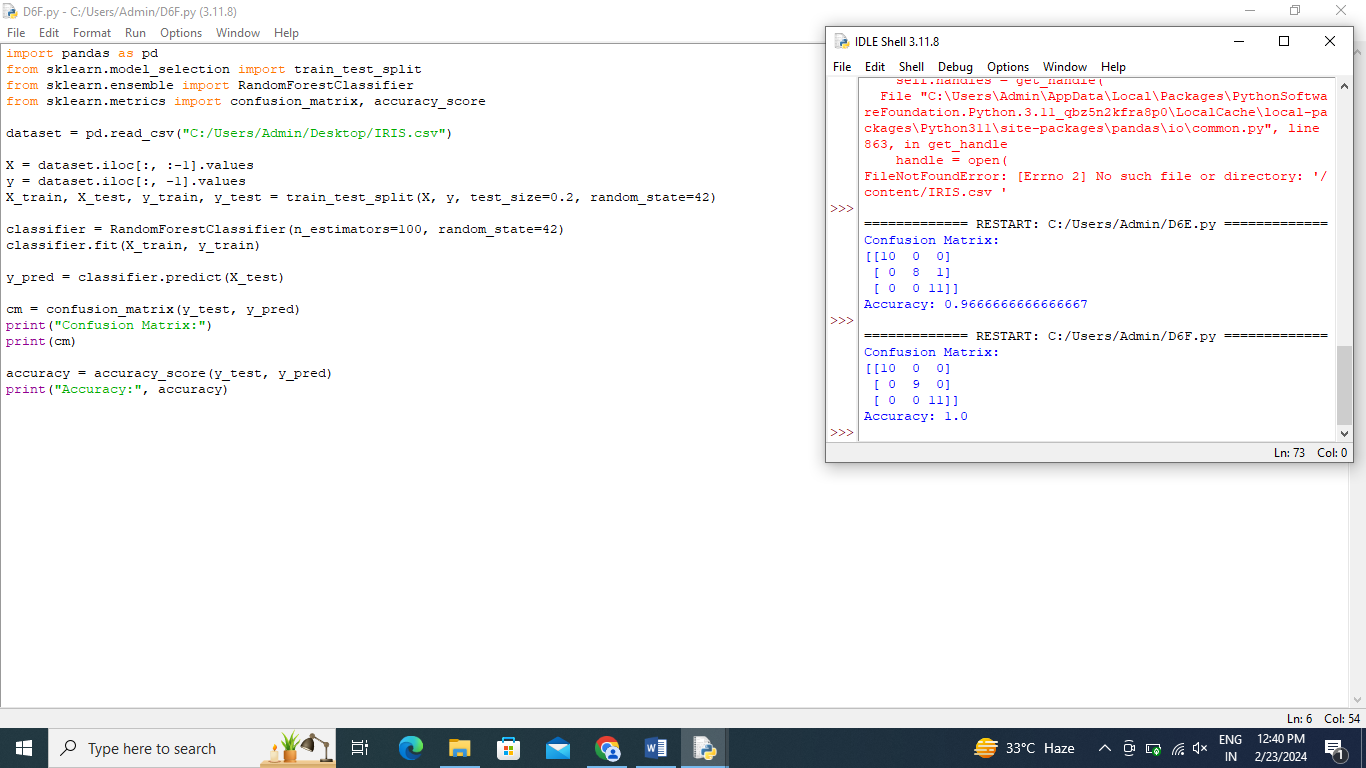 D6F.py - C:/Users/Admin/D6F.py (3.11.8)
File Edit Format Run Options Window Help
import pandas as pd
from sklearn.model_selection import train_test_split
from sklearn.ensemble import RandomForestClassifier
from sklearn.metrics import confusion_matrix, accuracy_score
dataset = pd.read_csv("C:/Users/Admin/Desktop/IRIS.csv")
X = dataset.iloc[:, :-1].values
y = dataset.iloc[:, -1].values
X_train, X_test, y_train, y_test = train_test_split(X, y, test_size=0.2, random_state=42)
classifier = RandomForestClassifier(n_estimators=100, random_state=42)
classifier.fit(X_train, y_train)
y_pred = classifier.predict(X_test)
cm = confusion_matrix(y_test, y_pred)
print("Confusion Matrix:")
print(cm)
accuracy = accuracy_score(y_test, y_pred)
print("Accuracy:", accuracy)
IDLE Shell 3.11.8
File Edit Shell Debug Options Window Help
self.handles = get_handle(
File "C:\Users\Admin\AppData\Local\Packages\PythonSoftwa
reFoundation.Python.3.11_qbz5n2kfra8p0\LocalCache\local-pa
ckages\Python311\site-packages\pandas\io\common.py", line
863, in get_handle
handle = open(
FileNotFoundError: [Errno 2] No such file or directory: '/
content/IRIS.csv '
>>>
============= RESTART: C:/Users/Admin/D6E.py =============
Confusion Matrix:
[[10  0  0]
 [ 0  8  1]
 [ 0  0 11]]
Accuracy: 0.9666666666666667
>>>
============= RESTART: C:/Users/Admin/D6F.py =============
Confusion Matrix:
[[10  0  0]
 [ 0  9  0]
 [ 0  0 11]]
Accuracy: 1.0
>>>
Ln: 73 Col: 0
Ln: 6 Col: 54
Type here to search
33°C Haze
ENG
IN
12:40 PM
2/23/2024
1